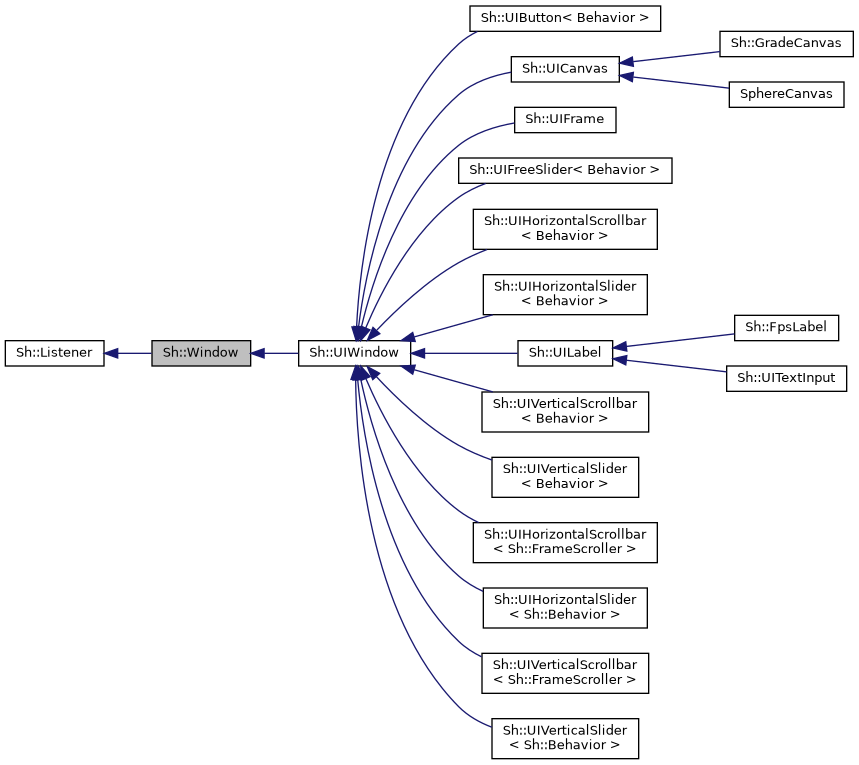 Sh::UIButton< Behavior >
Sh::GradeCanvas
Sh::UICanvas
SphereCanvas
Sh::UIFrame
Sh::UIFreeSlider< Behavior >
Sh::UIHorizontalScrollbar
< Behavior >
Sh::UIHorizontalSlider
< Behavior >
Sh::FpsLabel
Sh::Listener
Sh::Window
Sh::UIWindow
Sh::UILabel
Sh::UITextInput
Sh::UIVerticalScrollbar
< Behavior >
Sh::UIVerticalSlider
< Behavior >
Sh::UIHorizontalScrollbar
< Sh::FrameScroller >
Sh::UIHorizontalSlider
< Sh::Behavior >
Sh::UIVerticalScrollbar
< Sh::FrameScroller >
Sh::UIVerticalSlider
< Sh::Behavior >